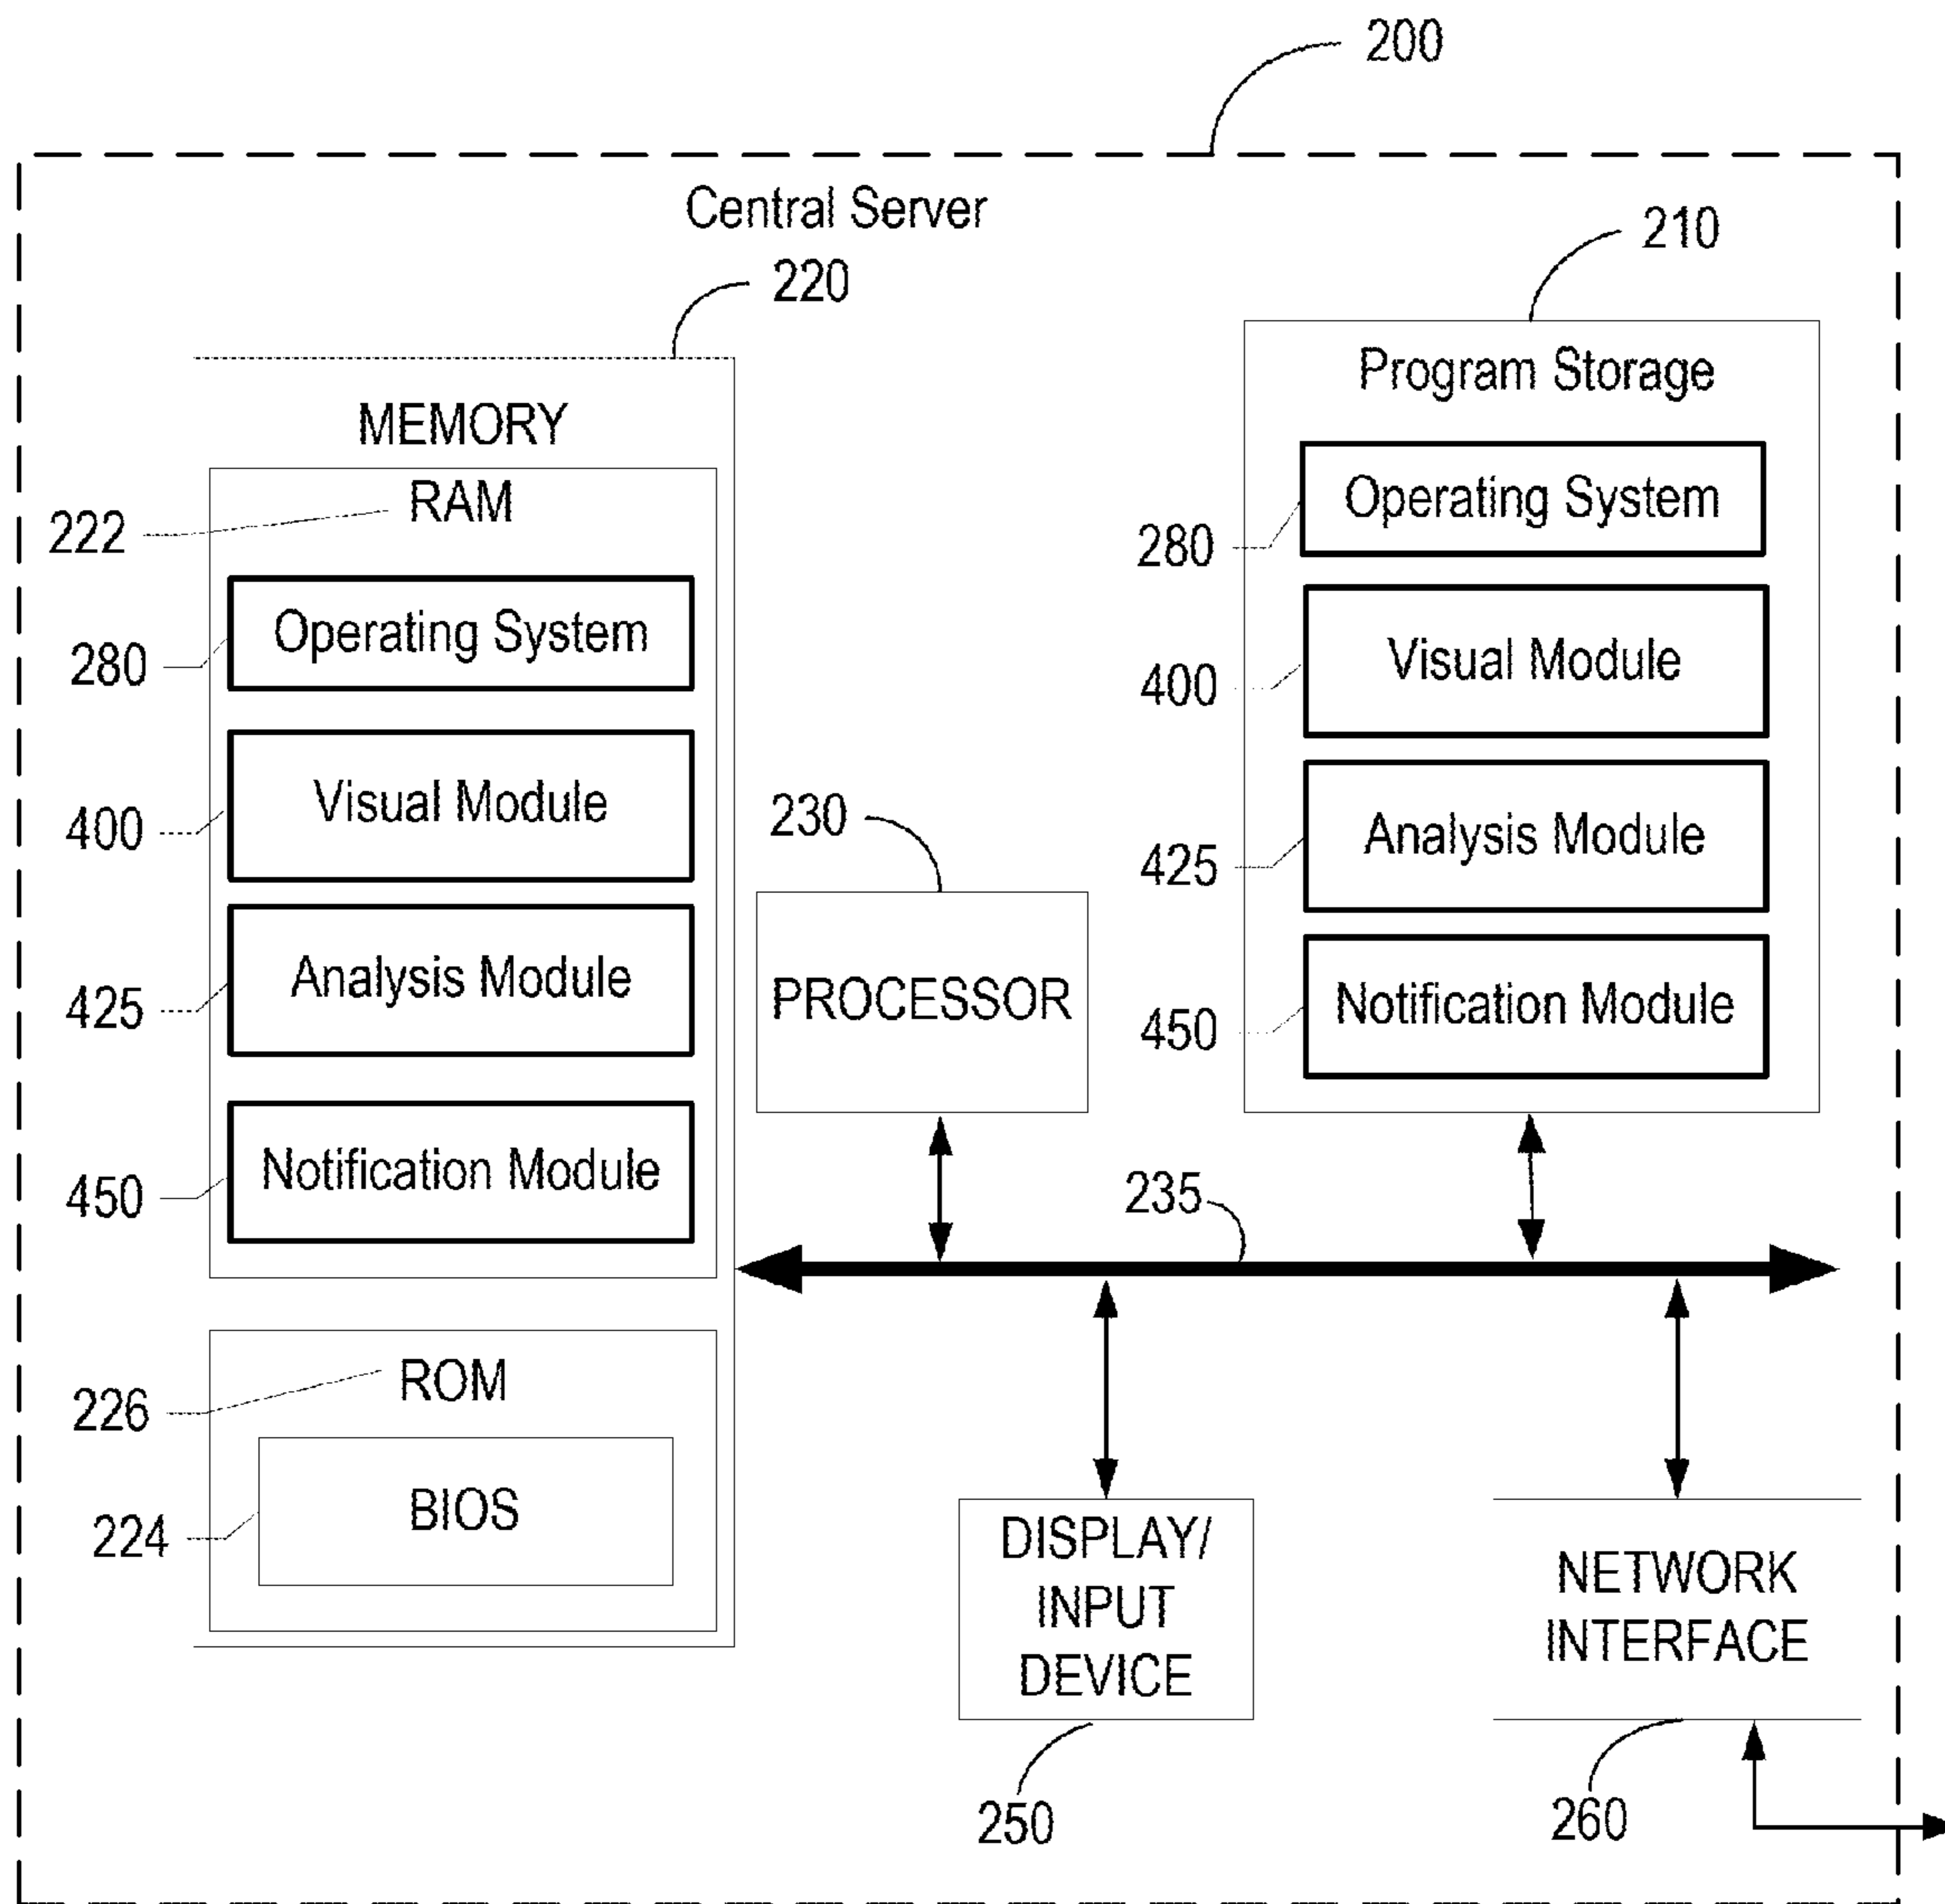 200
Central Server
220
210
MEMORY
RAM
222
Operating System
280
Visual Module
400
Analysis Module
425
Notification Module
450
ROM
226
BIOS
224
230
PROCESSOR
Program Storage
Operating System
280
Visual Module
400
Analysis Module
425
Notification Module
450
235
DISPLAY/
INPUT
DEVICE
250
NETWORK
INTERFACE
260